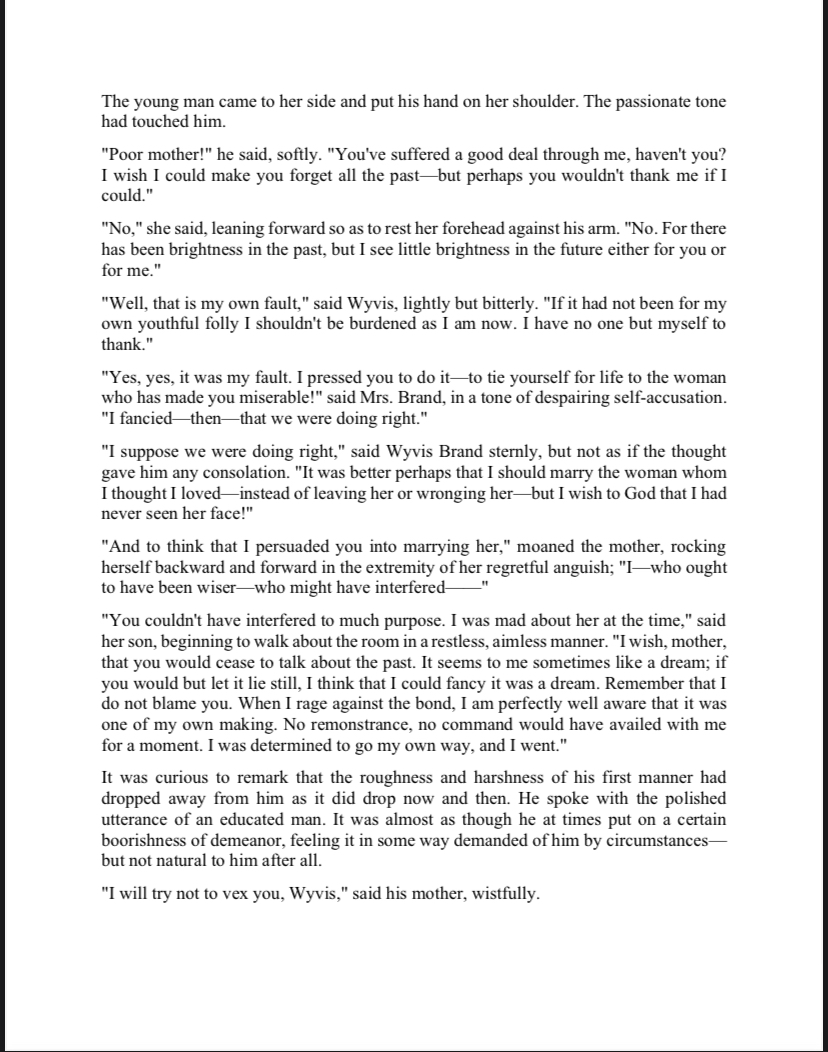 The young man came to her side and put his hand on her shoulder. The passionate tone
had touched him.
"Poor mother!" he said, softly. "You've suffered a good deal through me, haven't you?
I wish I could make you forget all the past—but perhaps you wouldn't thank me if I
could."
"No," she said, leaning forward so as to rest her forehead against his arm. "No. For there
has been brightness in the past, but I see little brightness in the future either for you or
for me."
"Well, that is my own fault," said Wyvis, lightly but bitterly. "If it had not been for my
own youthful folly I shouldn't be burdened as I am now. I have no one but myself to
thank."
"Yes, yes, it was my fault. I pressed you to do it—to tie yourself for life to the woman
who has made you miserable!" said Mrs. Brand, in a tone of despairing self-accusation.
"I fancied—then—that we were doing right."
"I suppose we were doing right," said Wyvis Brand sternly, but not as if the thought
gave him any consolation. "It was better perhaps that I should marry the woman whom
I thought I loved—instead of leaving her or wronging her—but I wish to God that I had
never seen her face!"
"And to think that I persuaded you into marrying her," moaned the mother, rocking
herself backward and forward in the extremity of her regretful anguish; "I—who ought
to have been wiser—who might have interfered——"
"You couldn't have interfered to much purpose. I was mad about her at the time," said
her son, beginning to walk about the room in a restless, aimless manner. "I wish, mother,
that you would cease to talk about the past. It seems to me sometimes like a dream; if
you would but let it lie still, I think that I could fancy it was a dream. Remember that I
do not blame you. When I rage against the bond, I am perfectly well aware that it was
one of my own making. No remonstrance, no command would have availed with me
for a moment. I was determined to go my own way, and I went."
It was curious to remark that the roughness and harshness of his first manner had
dropped away from him as it did drop now and then. He spoke with the polished
utterance of an educated man. It was almost as though he at times put on a certain
boorishness of demeanor, feeling it in some way demanded of him by circumstances—
but not natural to him after all.
"I will try not to vex you, Wyvis," said his mother, wistfully.